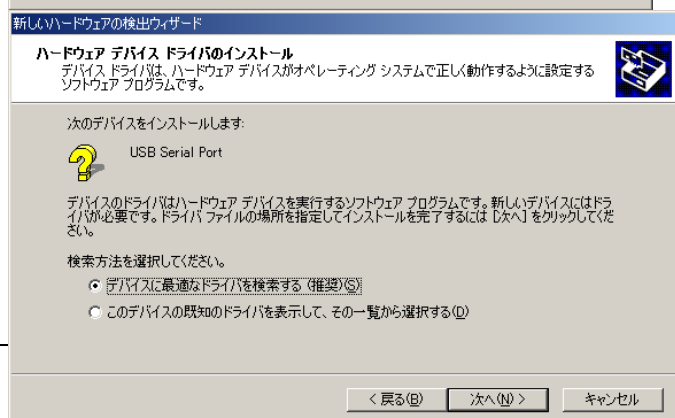 新しいハードウェアの検出ウィザード
ハードウェア デバイス ドライバのインストール
デバイス ドライバは、ハードウェア デバイスがオペレーティング システムで正しく動作するように設定する
ソフトウェア プログラムです。
次のデバイスをインストールします:
USB Serial Port
デバイスのドライバはハードウェア デバイスを実行するソフトウェア プログラムです。新しいデバイスにはドラ
イバが必要です。ドライバ ファイルの場所を指定してインストールを完了するには [次へ] をクリックしてくだ
さい。
検索方法を選択してください。
デバイスに最適なドライバを検索する (推奨)(S)
このデバイスの既知のドライバを表示して、その一覧から選択する(D)
< 戻る(B)
次へ(N) >
キャンセル